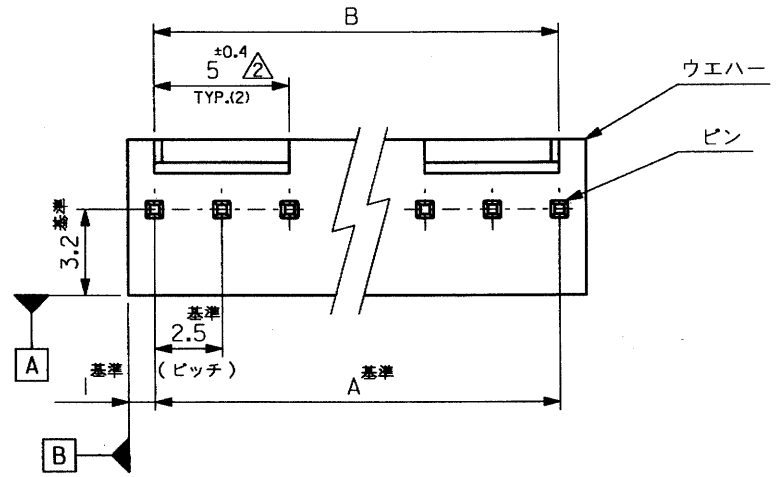 B
5 ±0.4 2
TYP.(2)
ウエハー
ピン
3.2 基準
基準
2.5
(ピッチ)
A
1 基準
A 基準
B